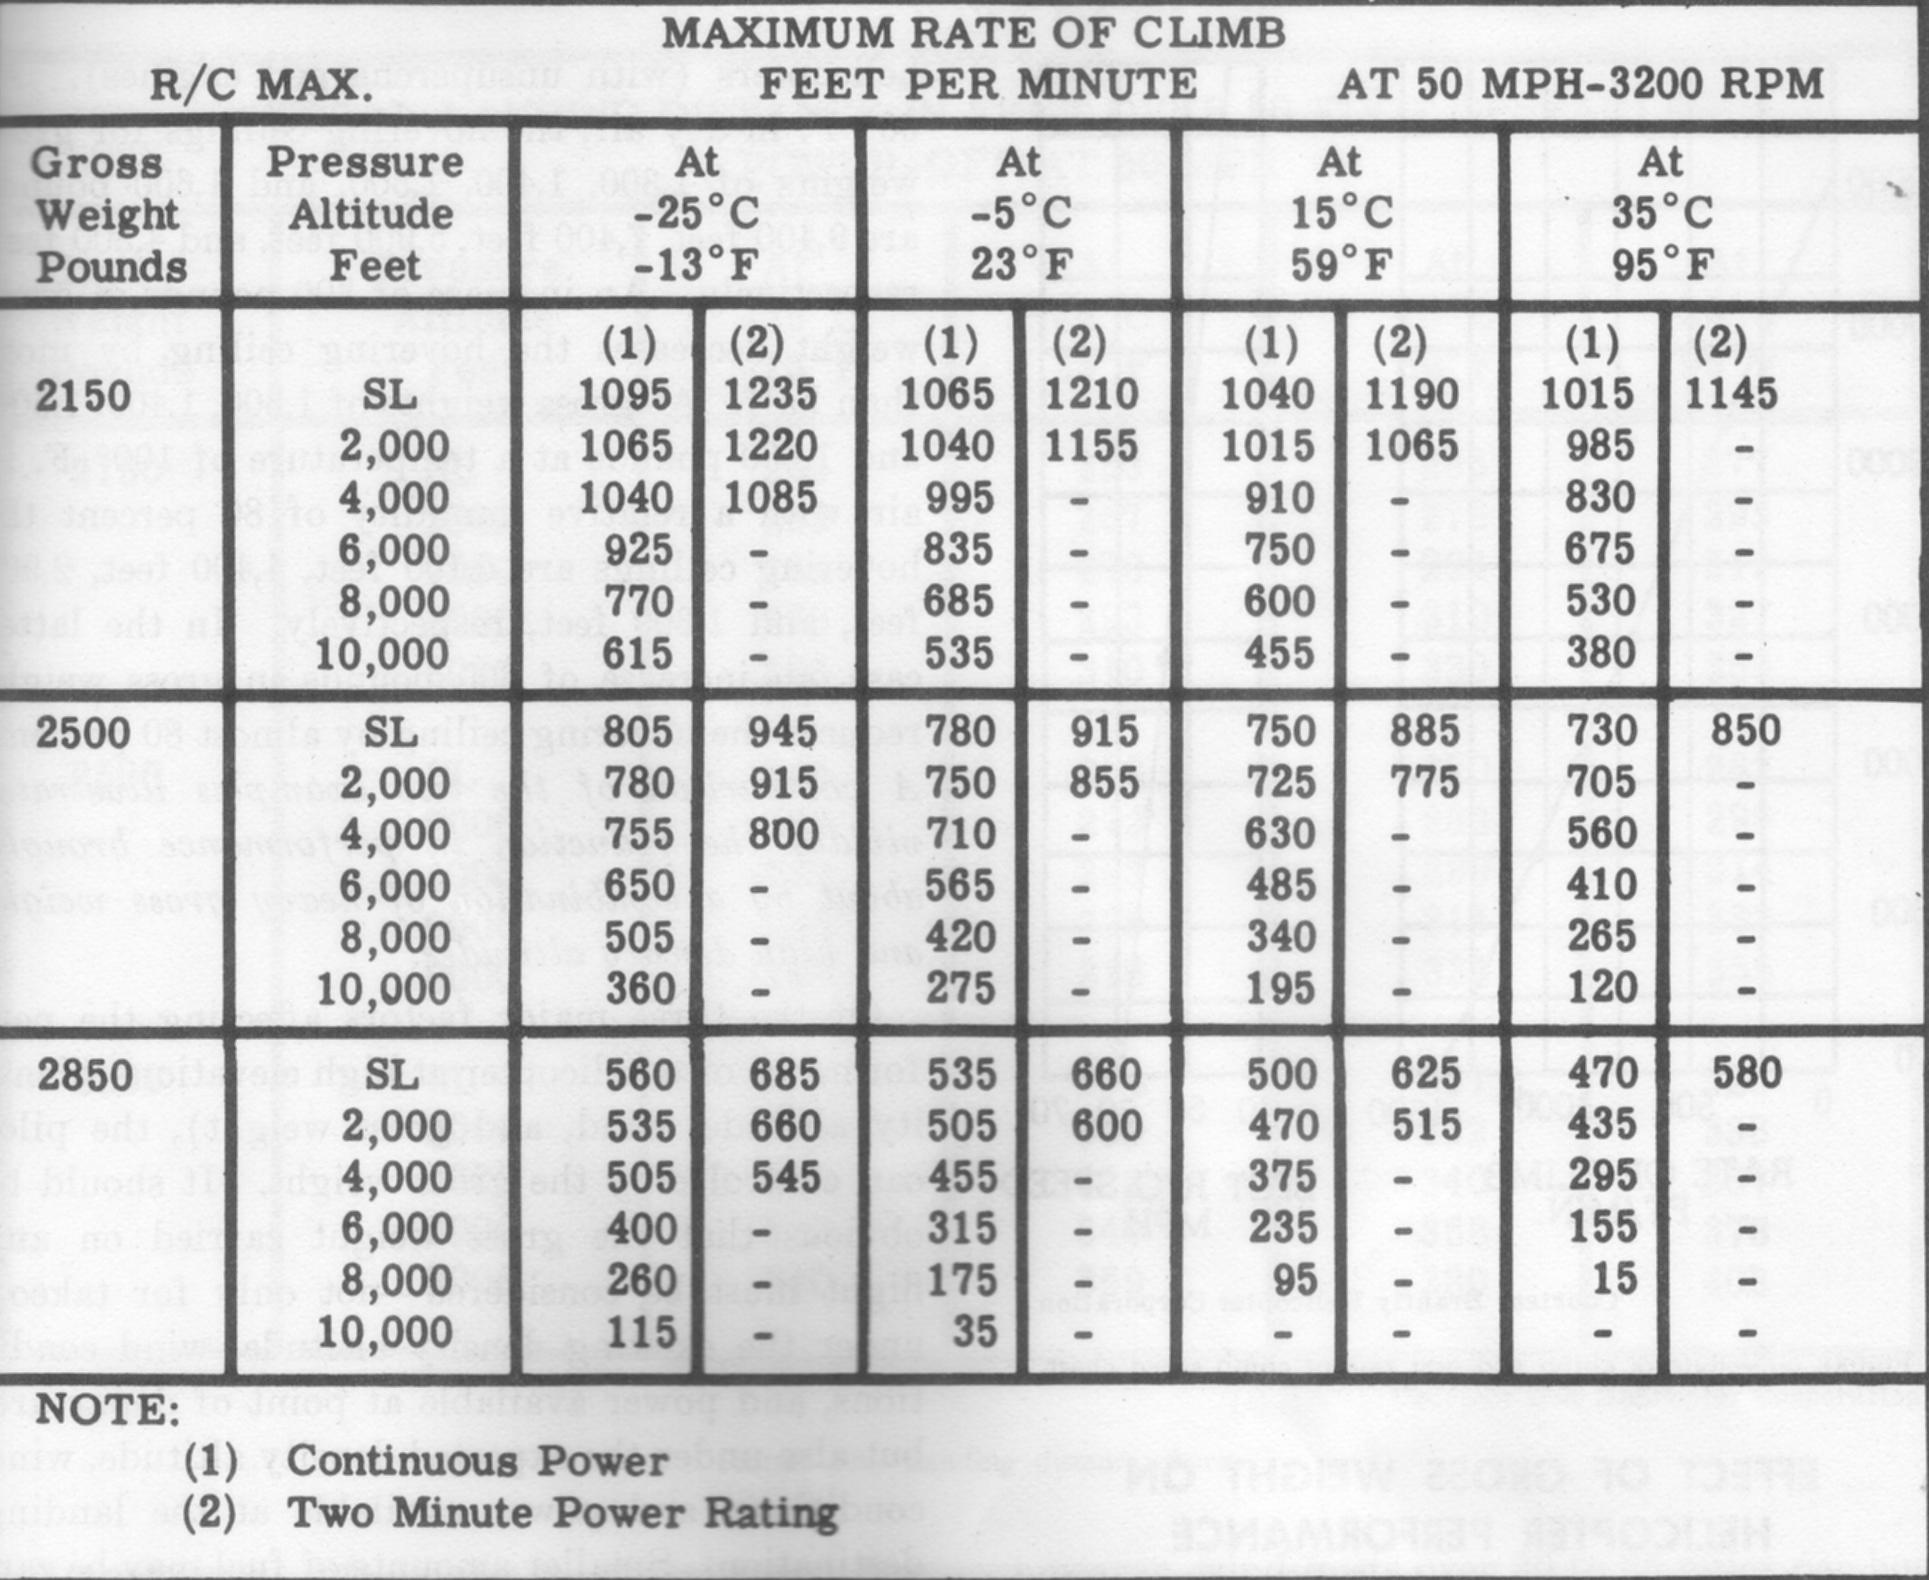 MAXIMUM RATE OF CLIMB
R/C MAX. FEET PER MINUTE AT 50 MPH-3200 RPM
Gross Pressure At At At At
Weight Altitude -25°C -5°C 15°C 35°C
Pounds Feet -13°F 23°F 59°F 95°F
(1) (2) (1) (2) (1) (2) (1) (2)
2150 SL 1095 1235 1065 1210 1040 1190 1015 1145
2,000 1065 1220 1040 1155 1015 1065 985 -
4,000 1040 1085 995 - 910 - 830 -
6,000 925 - 835 - 750 - 675 -
8,000 770 - 685 - 600 - 530 -
10,000 615 - 535 - 455 - 380 -
2500 SL 805 945 780 915 750 885 730 850
2,000 780 915 750 855 725 775 705 -
4,000 755 800 710 - 630 - 560 -
6,000 650 - 565 - 485 - 410 -
8,000 505 - 420 - 340 - 265 -
10,000 360 - 275 - 195 - 120 -
2850 SL 560 685 535 660 500 625 470 580
2,000 535 660 505 600 470 515 435 -
4,000 505 545 455 - 375 - 295 -
6,000 400 - 315 - 235 - 155 -
8,000 260 - 175 - 95 - 15 -
10,000 115 - 35 - - - - -
NOTE:
(1) Continuous Power
(2) Two Minute Power Rating